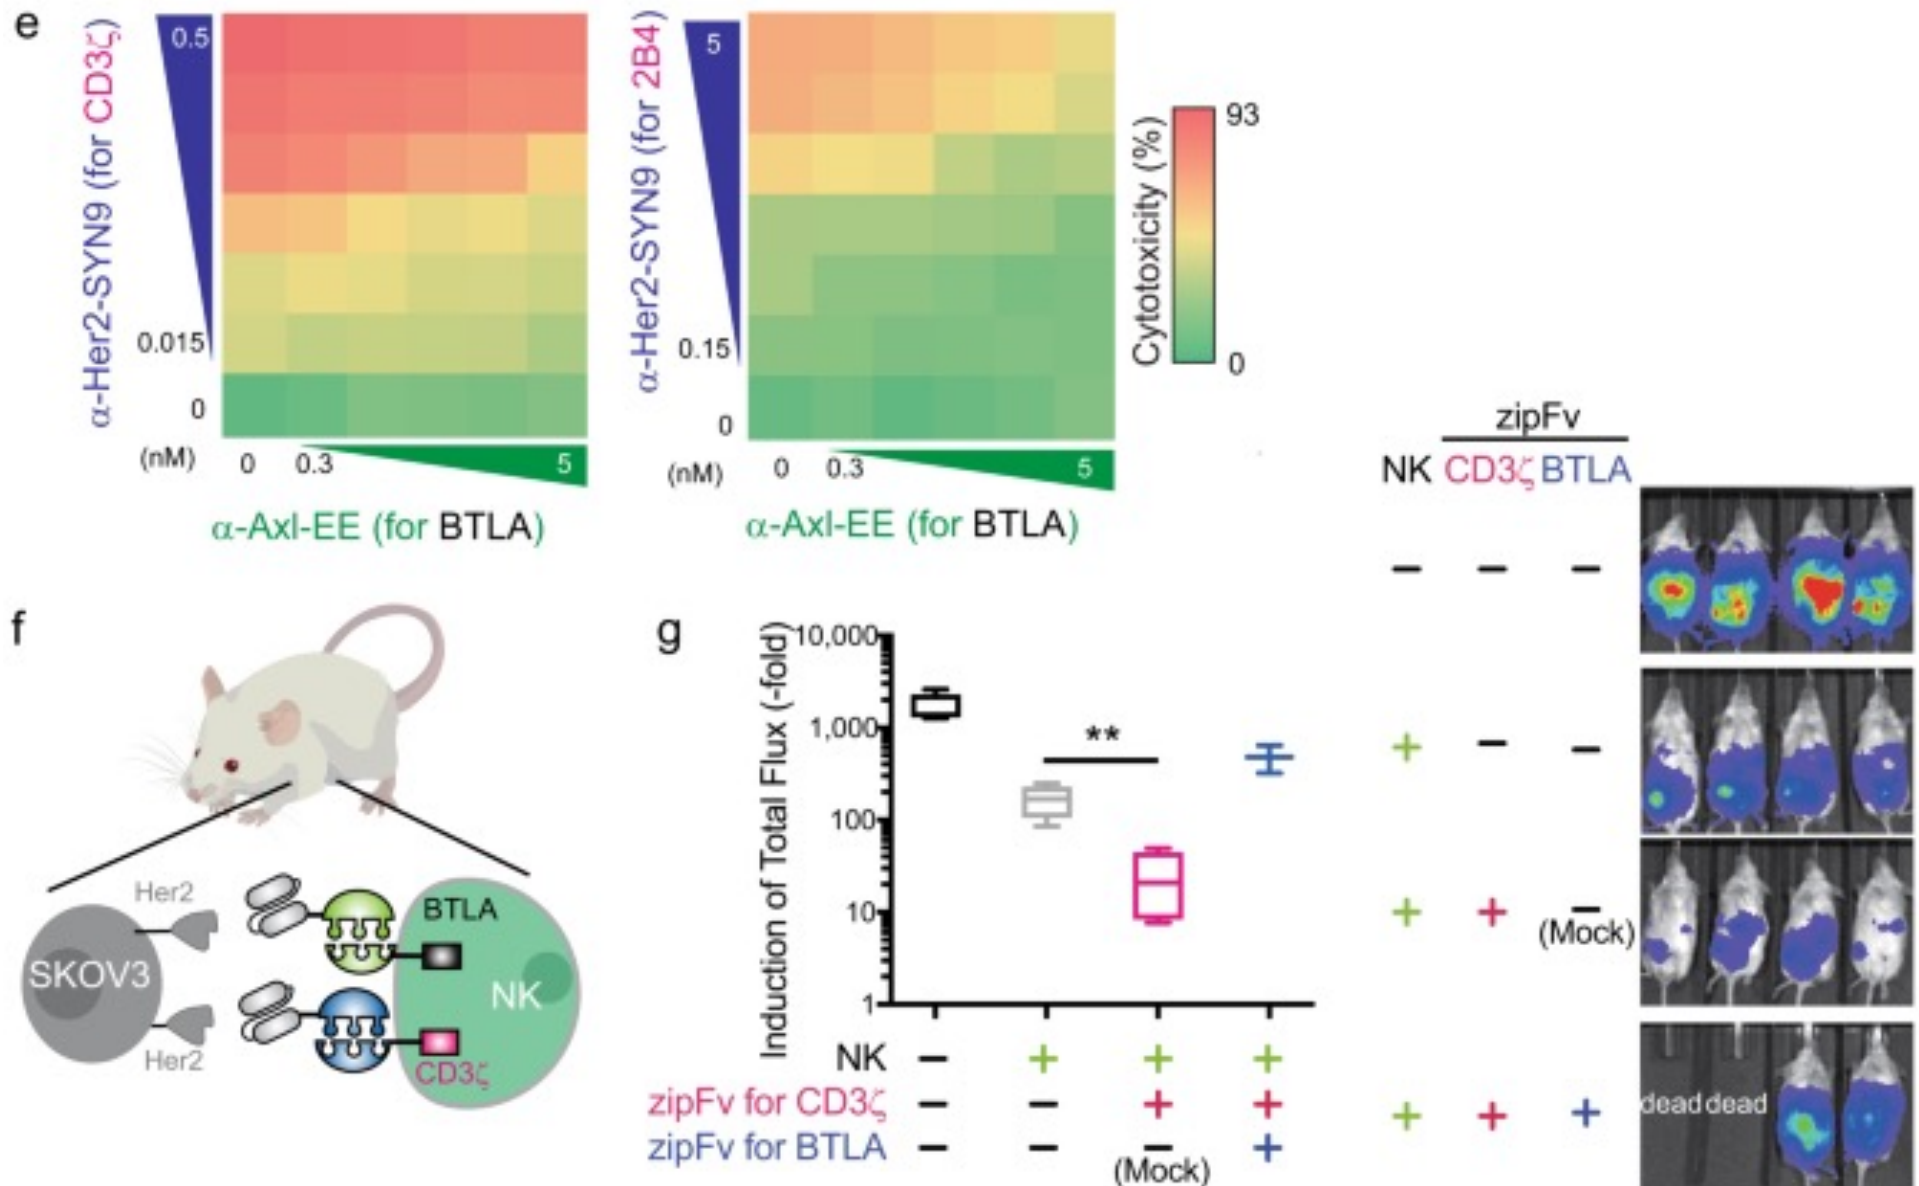 e
α-Her2-SYN9 (for CD3ζ)
0.5
0.015
0
(nM)
0
0.3
5
α-Axl-EE (for BTLA)
α-Her2-SYN9 (for 2B4)
5
0.15
0
(nM)
0
0.3
5
α-Axl-EE (for BTLA)
Cytotoxicity (%)
93
0
f
Her2
SKOV3
Her2
BTLA
NK
CD3ζ
g
Induction of Total Flux (-fold)
10,000
1,000
100
10
1
**
NK − + + +
zipFv for CD3ζ − − + +
zipFv for BTLA − − − +
(Mock)
zipFv
NK CD3ζ BTLA
− − −
+ − −
+ + −
(Mock)
+ + +
dead dead